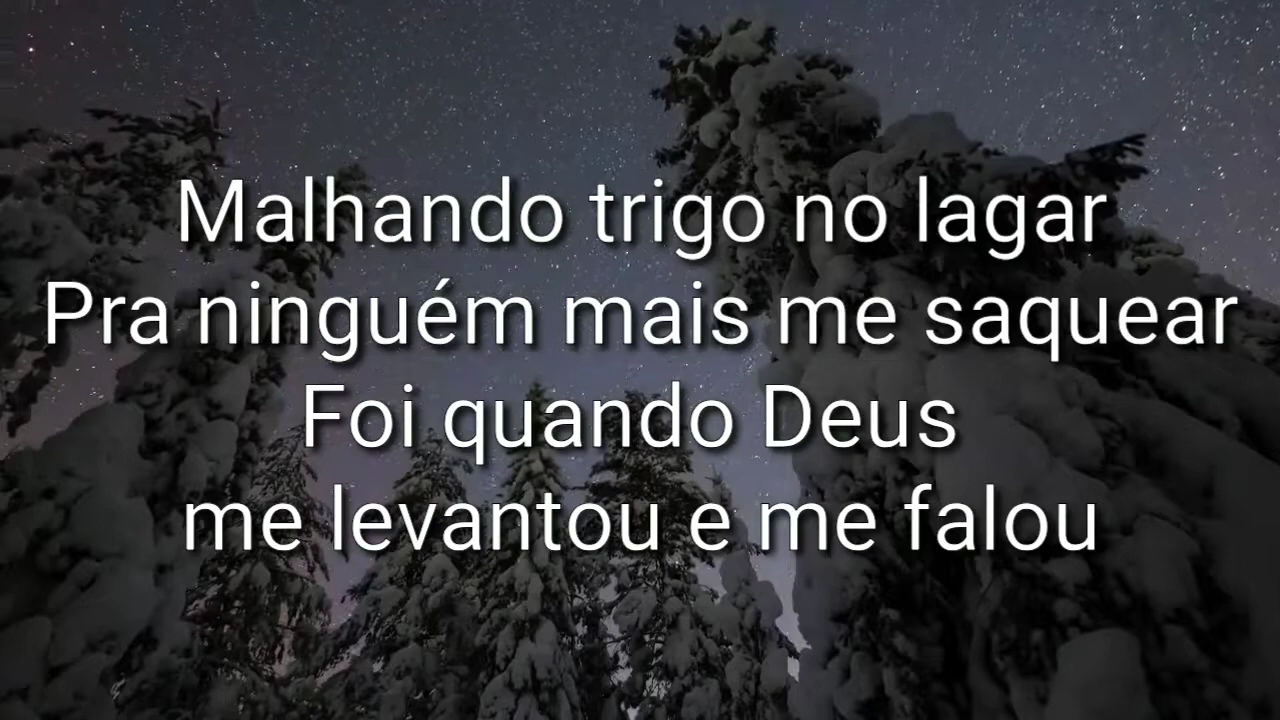 Malhando trigo no lagar
Pra ninguém mais me saquear
Foi quando Deus
me levantou e me falou